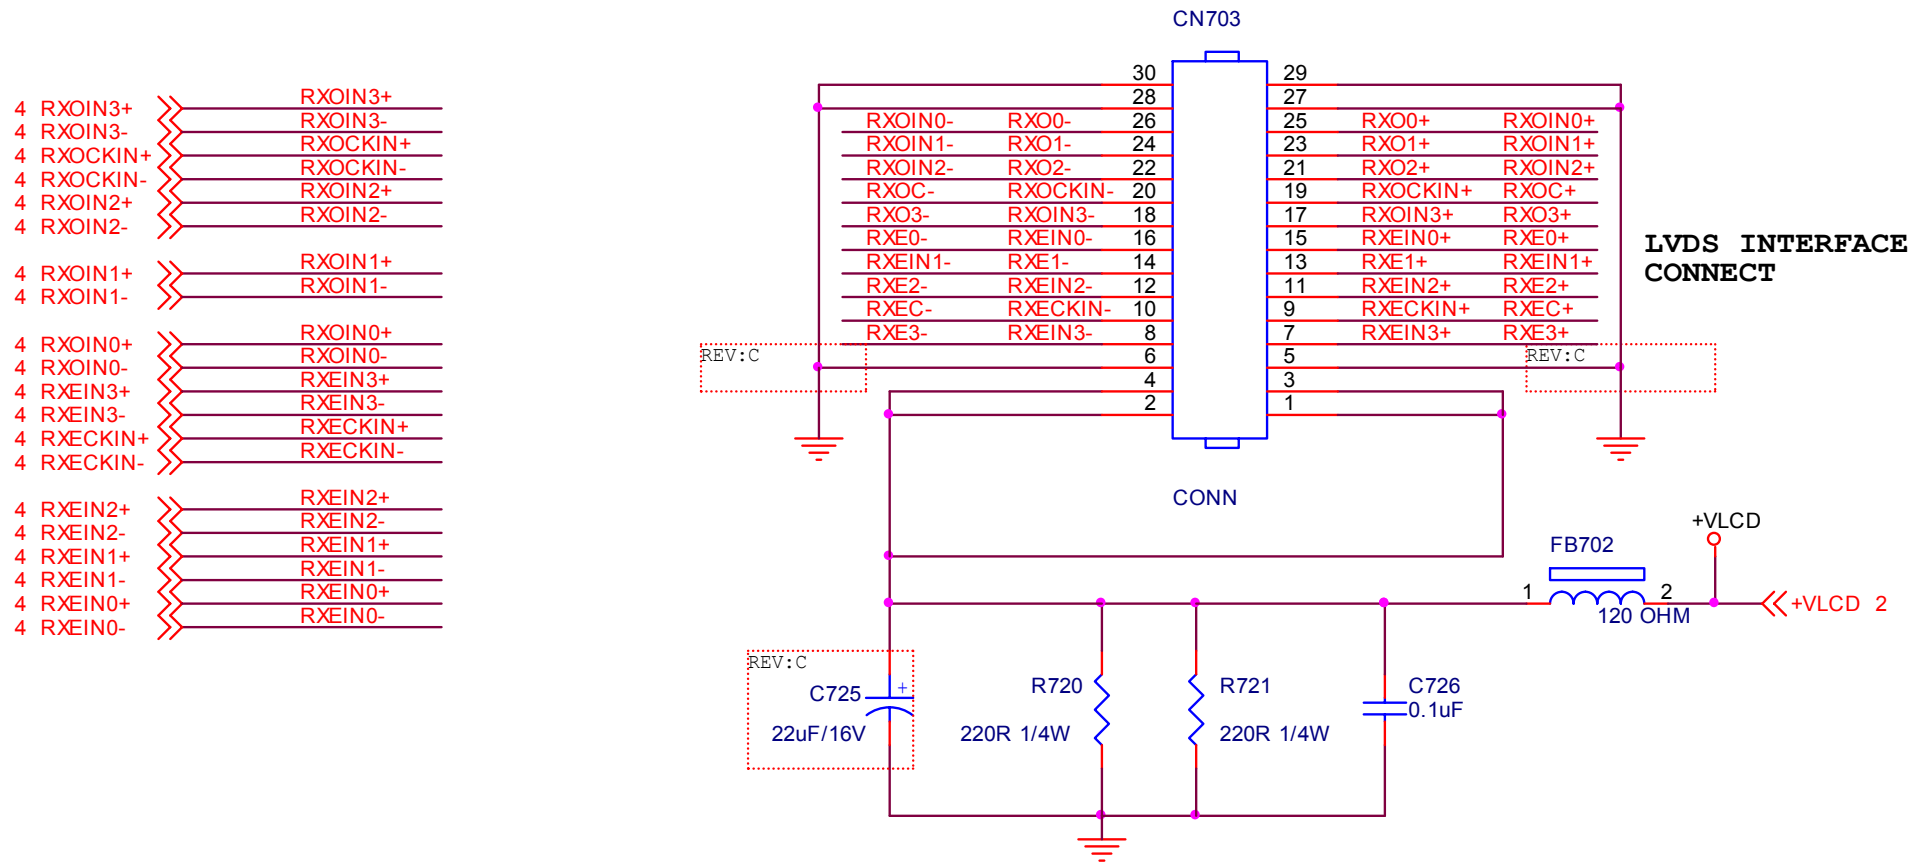 CN703
4 RXOIN3+ RXOIN3+
4 RXOIN3- RXOIN3-
4 RXOCKIN+ RXOCKIN+
4 RXOCKIN- RXOCKIN-
4 RXOIN2+ RXOIN2+
4 RXOIN2- RXOIN2-
4 RXOIN1+ RXOIN1+
4 RXOIN1- RXOIN1-
4 RXOIN0+ RXOIN0+
4 RXOIN0- RXOIN0-
4 RXEIN3+ RXEIN3+
4 RXEIN3- RXEIN3-
4 RXECKIN+ RXECKIN+
4 RXECKIN- RXECKIN-
4 RXEIN2+ RXEIN2+
4 RXEIN2- RXEIN2-
4 RXEIN1+ RXEIN1+
4 RXEIN1- RXEIN1-
4 RXEIN0+ RXEIN0+
4 RXEIN0- RXEIN0-
30 29
28 27
RXOIN0- RXO0- 26 25 RXO0+ RXOIN0+
RXOIN1- RXO1- 24 23 RXO1+ RXOIN1+
RXOIN2- RXO2- 22 21 RXO2+ RXOIN2+
RXOC- RXOCKIN- 20 19 RXOCKIN+ RXOC+
RXO3- RXOIN3- 18 17 RXOIN3+ RXO3+
RXE0- RXEIN0- 16 15 RXEIN0+ RXE0+
RXEIN1- RXE1- 14 13 RXE1+ RXEIN1+
RXE2- RXEIN2- 12 11 RXEIN2+ RXE2+
RXEC- RXECKIN- 10 9 RXECKIN+ RXEC+
RXE3- RXEIN3- 8 7 RXEIN3+ RXE3+
REV:C 6 5 REV:C
4 3
2 1
LVDS INTERFACE
CONNECT
CONN
+VLCD
FB702
1 2
120 OHM
+VLCD 2
REV:C
C725 +
22uF/16V
R720
220R 1/4W
R721
220R 1/4W
C726
0.1uF